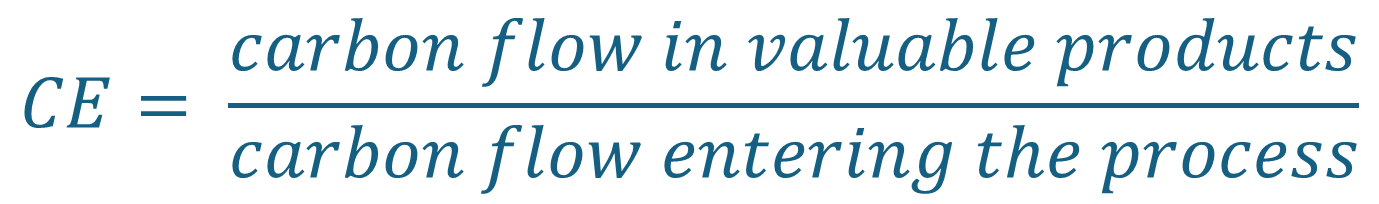 carbon flow in valuable products
CE =
carbon flow entering the process